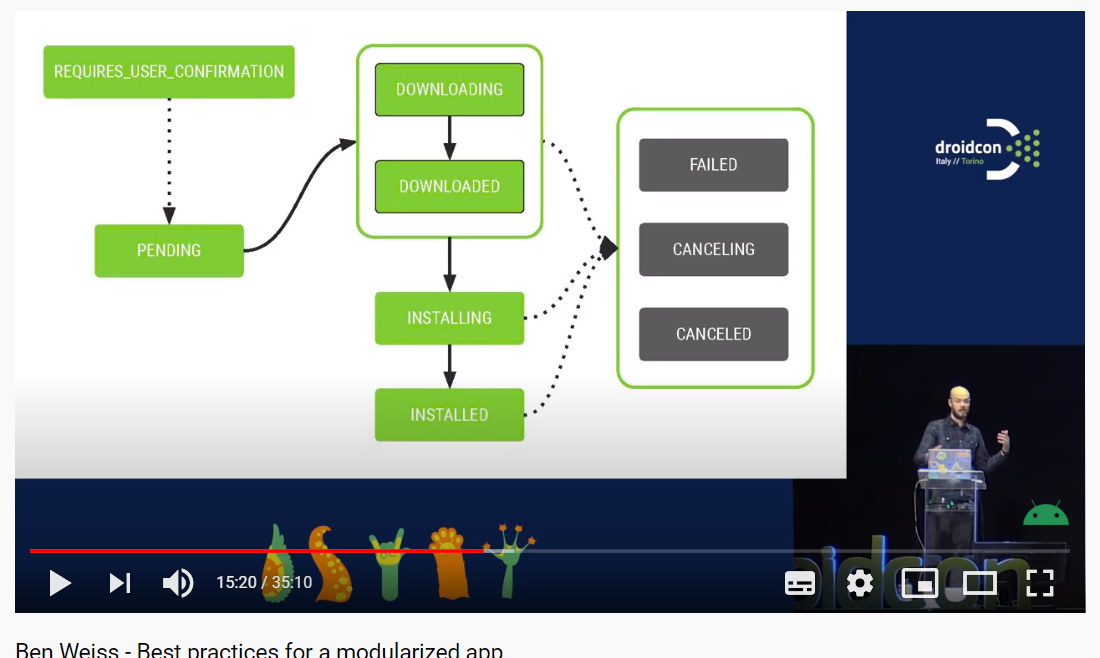 REQUIRES_USER_CONFIRMATION
DOWNLOADING
DOWNLOADED
PENDING
INSTALLING
INSTALLED
FAILED
CANCELING
CANCELED
droidcon
Italy // Torino
oidcon
15:20 / 35:10
Ben Weiss - Best practices for a modularized app